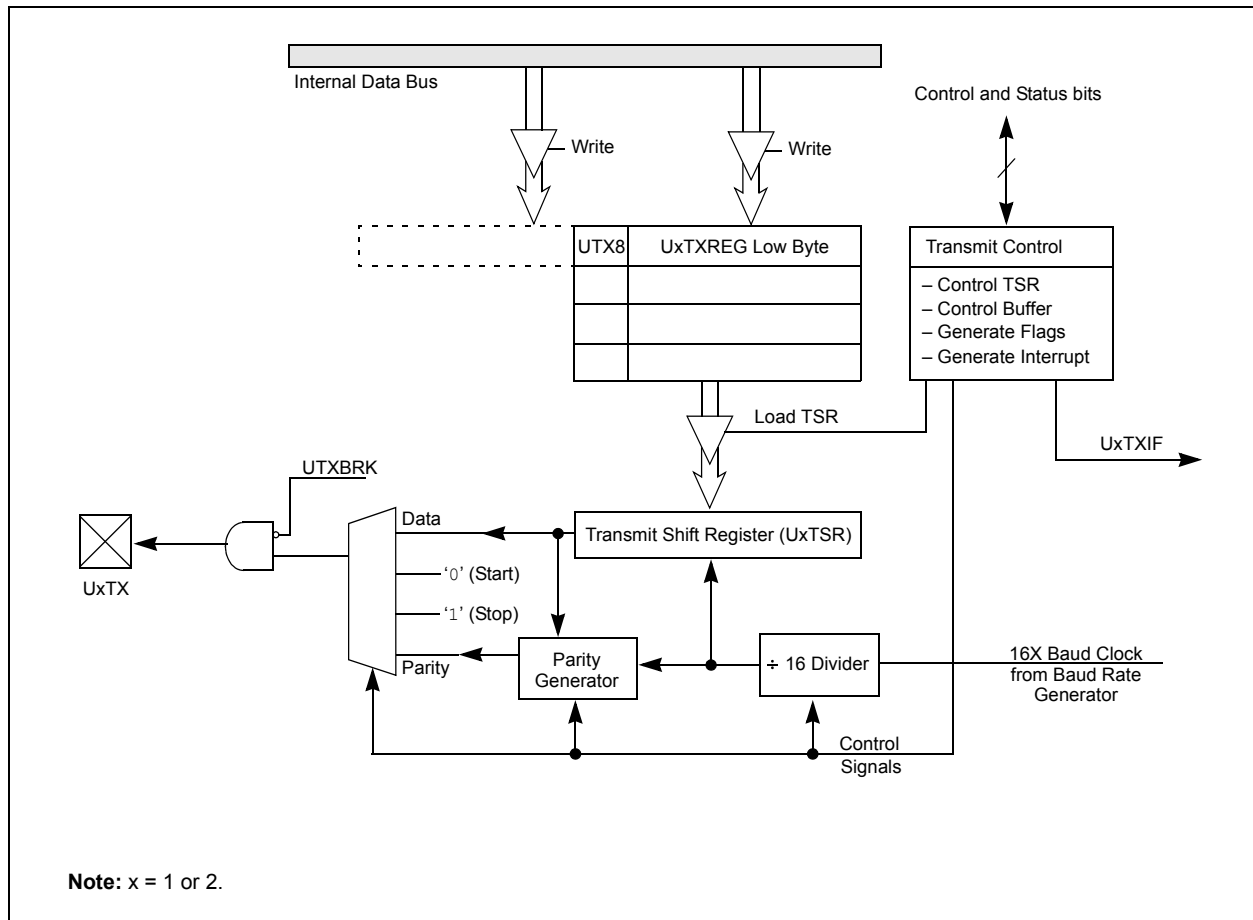 Internal Data Bus
Control and Status bits
Write
Write
UTX8
UxTXREG Low Byte
Transmit Control
– Control TSR
– Control Buffer
– Generate Flags
– Generate Interrupt
Load TSR
UxTXIF
UTXBRK
Data
Transmit Shift Register (UxTSR)
UxTX
‘0’ (Start)
‘1’ (Stop)
Parity
Parity
Generator
÷ 16 Divider
16X Baud Clock
from Baud Rate
Generator
Control
Signals
Note: x = 1 or 2.